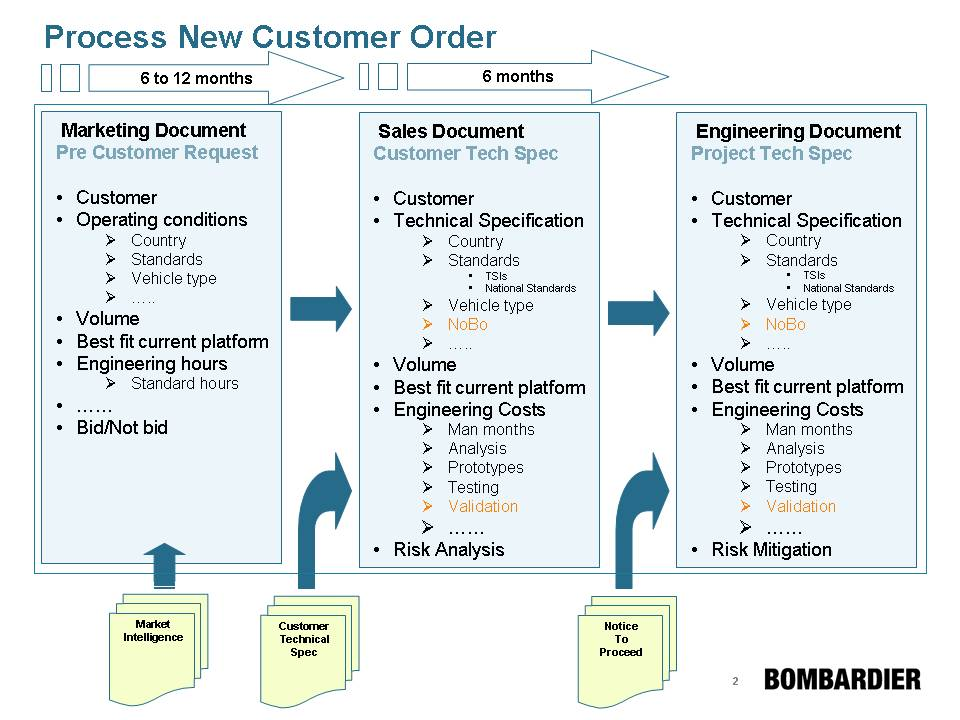 Process New Customer Order
6 to 12 months
6 months
Marketing Document
Pre Customer Request
• Customer
• Operating conditions
➢ Country
➢ Standards
➢ Vehicle type
➢ …..
• Volume
• Best fit current platform
• Engineering hours
➢ Standard hours
• ……
• Bid/Not bid
Sales Document
Customer Tech Spec
• Customer
• Technical Specification
➢ Country
➢ Standards
• TSIs
• National Standards
➢ Vehicle type
➢ NoBo
➢ …..
• Volume
• Best fit current platform
• Engineering Costs
➢ Man months
➢ Analysis
➢ Prototypes
➢ Testing
➢ Validation
➢ ……
• Risk Analysis
Engineering Document
Project Tech Spec
• Customer
• Technical Specification
➢ Country
➢ Standards
• TSIs
• National Standards
➢ Vehicle type
➢ NoBo
➢ …..
• Volume
• Best fit current platform
• Engineering Costs
➢ Man months
➢ Analysis
➢ Prototypes
➢ Testing
➢ Validation
➢ ……
• Risk Mitigation
Market
Intelligence
Customer
Technical
Spec
Notice
To
Proceed
2
BOMBARDIER